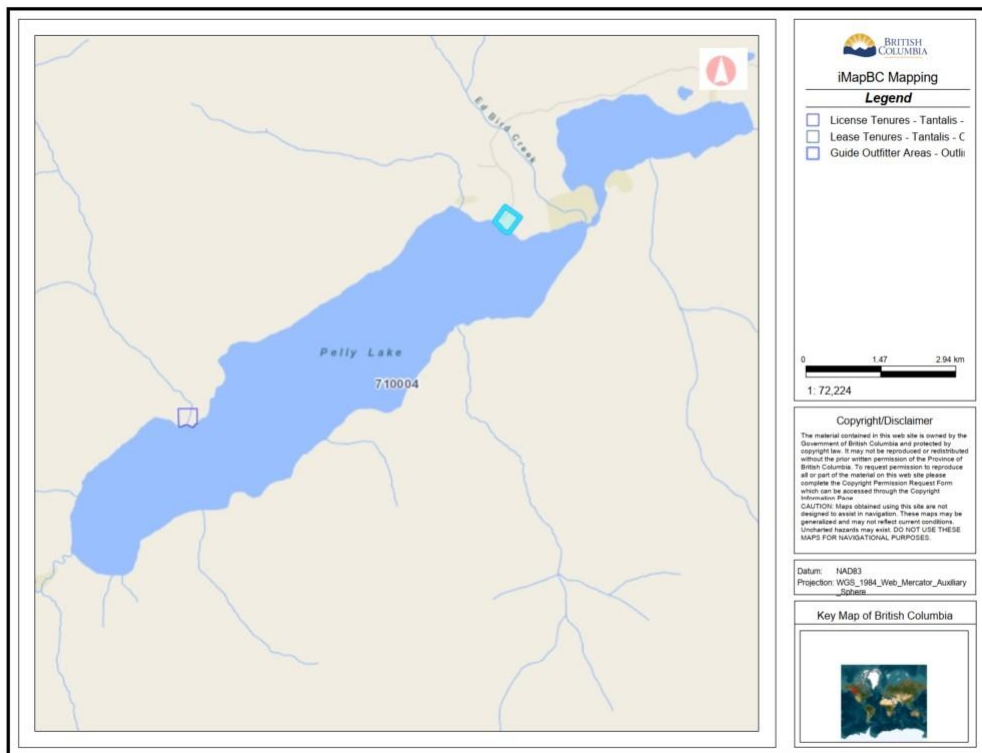 Ed Bird Creek
Pelly Lake
710004
BRITISH
COLUMBIA
iMapBC Mapping
Legend
License Tenures - Tantalis -
Lease Tenures - Tantalis - C
Guide Outfitter Areas - Outli
0 1.47 2.94 km
1: 72,224
Copyright/Disclaimer
The material contained in this web site is owned by the
Government of British Columbia and protected by
copyright law. It may not be reproduced or redistributed
without the prior written permission of the Province of
British Columbia. To request permission to reproduce
all or part of the material on this web site please
complete the Copyright Permission Request Form
which can be accessed through the Copyright
Information Page
CAUTION: Maps obtained using this site are not
designed to assist in navigation. These maps may be
generalized and may not reflect current conditions.
Uncharted hazards may exist. DO NOT USE THESE
MAPS FOR NAVIGATIONAL PURPOSES.
Datum: NAD83
Projection: WGS_1984_Web_Mercator_Auxiliary
_Sphere
Key Map of British Columbia